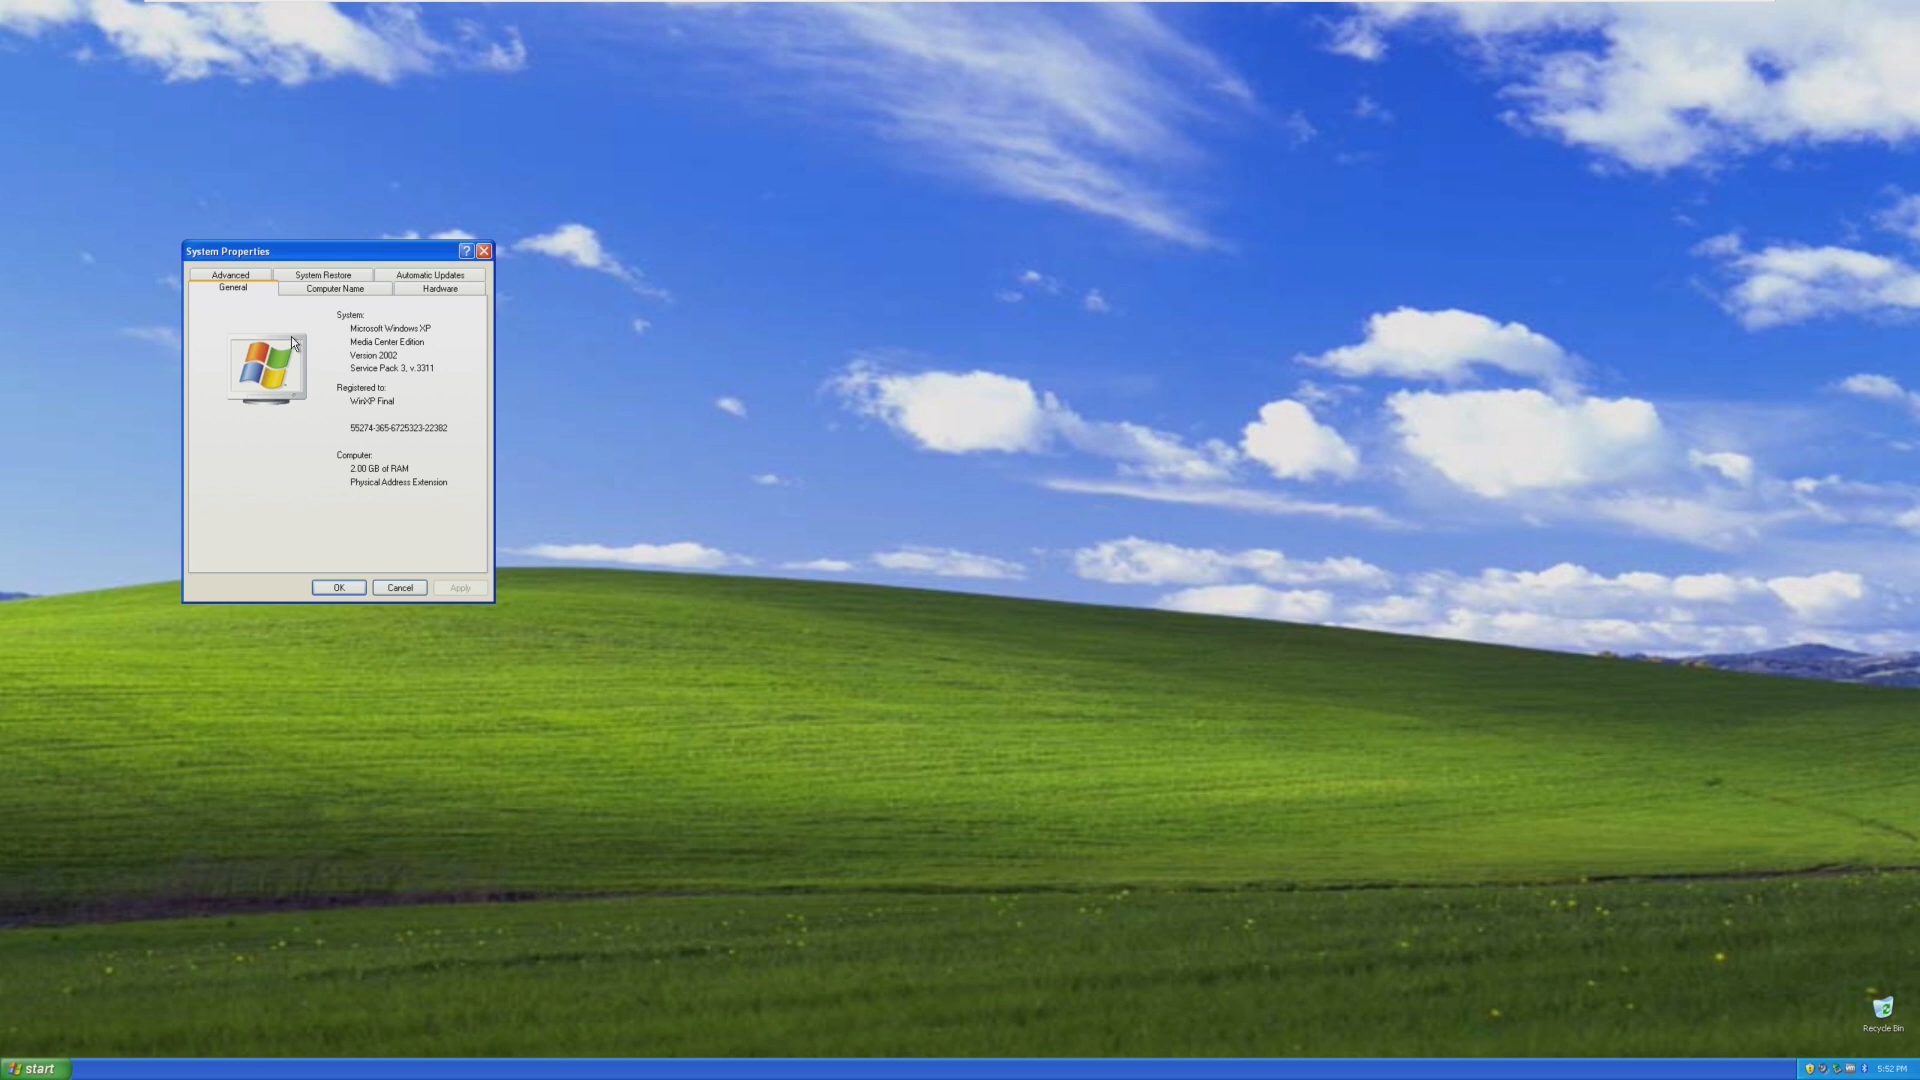 System Properties
?
Advanced
System Restore
Automatic Updates
General
Computer Name
Hardware
System:
Microsoft Windows XP
Media Center Edition
Version 2002
Service Pack 3, v.3311
Registered to:
WinXP Final
55274-365-6725323-22382
Computer:
2.00 GB of RAM
Physical Address Extension
OK
Cancel
Apply
Recycle Bin
start
5:52 PM